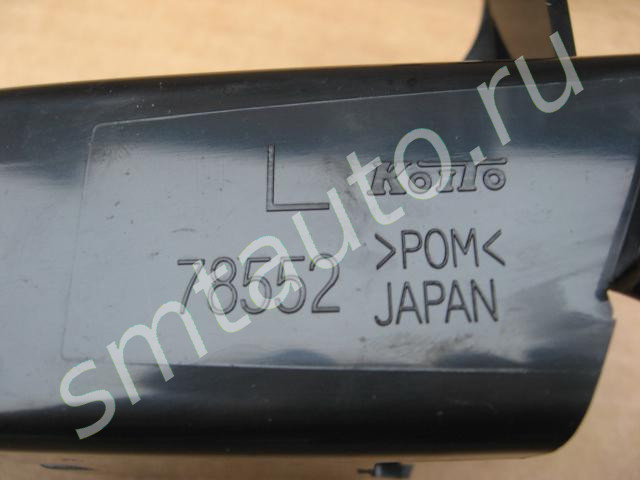 L KOITO
78552 >POM<
JAPAN
smtauto.ru